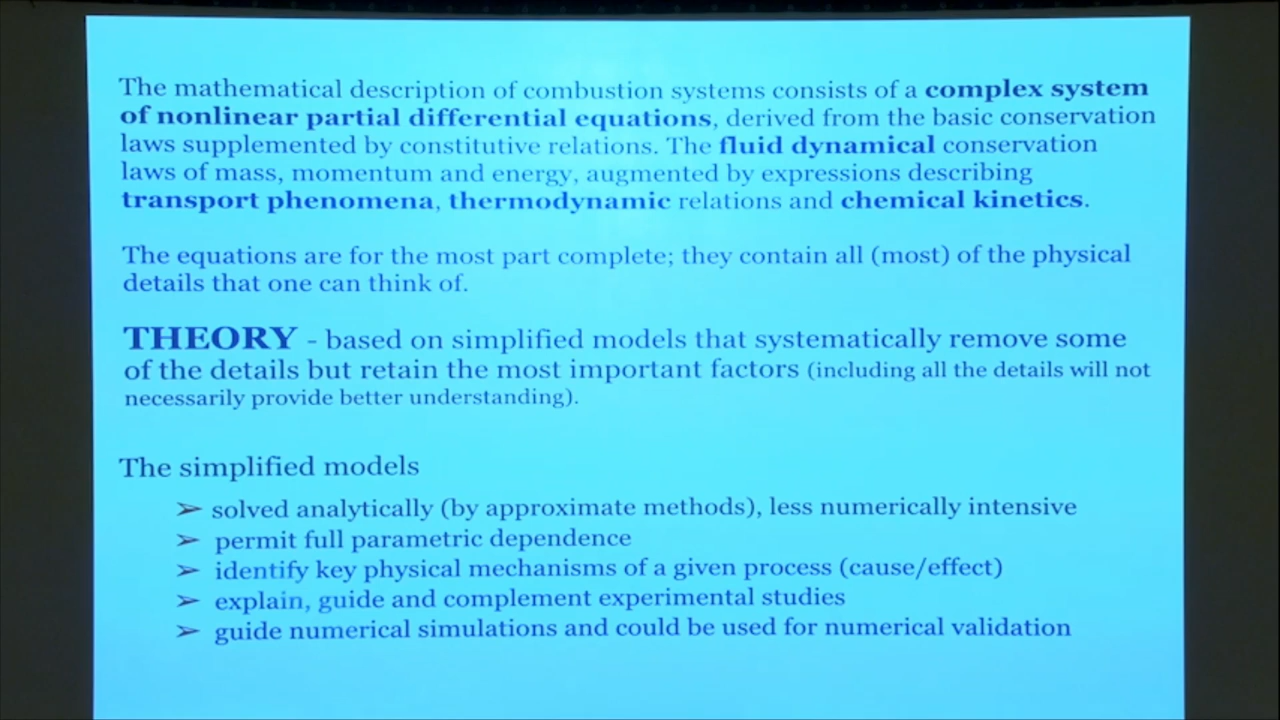 The mathematical description of combustion systems consists of a complex system
of nonlinear partial differential equations, derived from the basic conservation
laws supplemented by constitutive relations. The fluid dynamical conservation
laws of mass, momentum and energy, augmented by expressions describing
transport phenomena, thermodynamic relations and chemical kinetics.
The equations are for the most part complete; they contain all (most) of the physical
details that one can think of.
THEORY - based on simplified models that systematically remove some
of the details but retain the most important factors (including all the details will not
necessarily provide better understanding).
The simplified models
➢ solved analytically (by approximate methods), less numerically intensive
➢ permit full parametric dependence
➢ identify key physical mechanisms of a given process (cause/effect)
➢ explain, guide and complement experimental studies
➢ guide numerical simulations and could be used for numerical validation